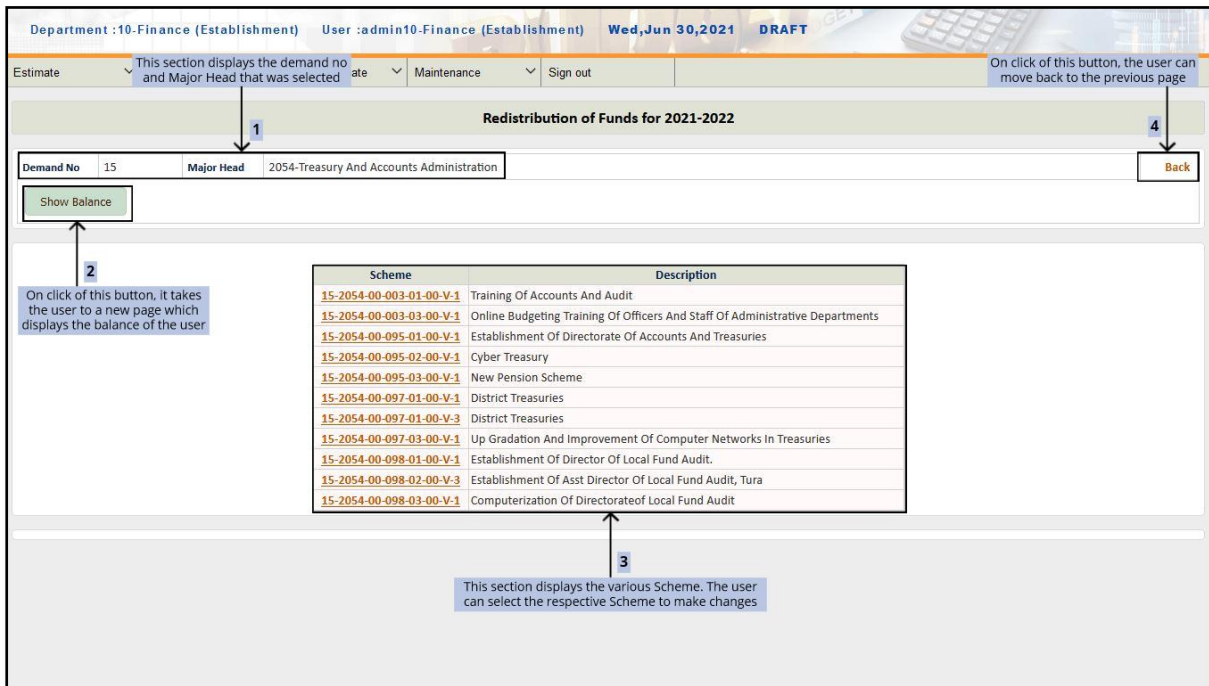 Department :10-Finance (Establishment) User :admin10-Finance (Establishment) Wed,Jun 30,2021 DRAFT
This section displays the demand no
and Major Head that was selected
On click of this button, the user can
move back to the previous page
Estimate ate Maintenance Sign out
Redistribution of Funds for 2021-2022
1
4
Demand No 15 Major Head 2054-Treasury And Accounts Administration Back
Show Balance
2
On click of this button, it takes
the user to a new page which
displays the balance of the user
Scheme Description
15-2054-00-003-01-00-V-1 Training Of Accounts And Audit
15-2054-00-003-03-00-V-1 Online Budgeting Training Of Officers And Staff Of Administrative Departments
15-2054-00-095-01-00-V-1 Establishment Of Directorate Of Accounts And Treasuries
15-2054-00-095-02-00-V-1 Cyber Treasury
15-2054-00-095-03-00-V-1 New Pension Scheme
15-2054-00-097-01-00-V-1 District Treasuries
15-2054-00-097-01-00-V-3 District Treasuries
15-2054-00-097-03-00-V-1 Up Gradation And Improvement Of Computer Networks In Treasuries
15-2054-00-098-01-00-V-1 Establishment Of Director Of Local Fund Audit.
15-2054-00-098-02-00-V-3 Establishment Of Asst Director Of Local Fund Audit, Tura
15-2054-00-098-03-00-V-1 Computerization Of Directorateof Local Fund Audit
3
This section displays the various Scheme. The user
can select the respective Scheme to make changes